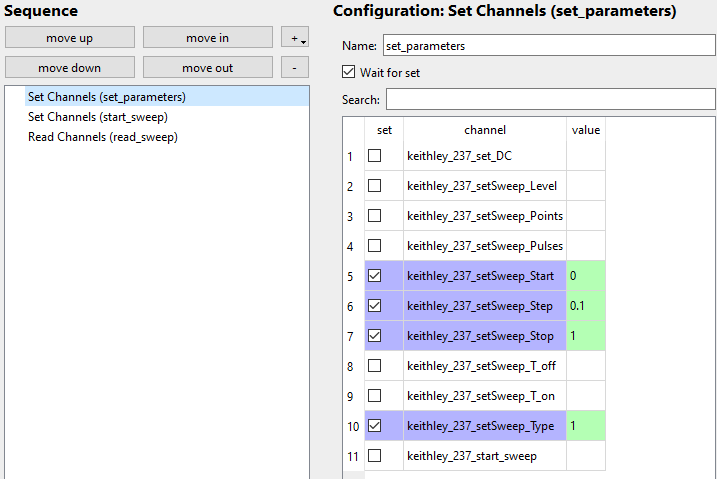 Sequence
move up move in +
move down move out -
Set Channels (set_parameters)
Set Channels (start_sweep)
Read Channels (read_sweep)
Configuration: Set Channels (set_parameters)
Name: set_parameters
Wait for set
Search:
set channel value
1 keithley_237_set_DC
2 keithley_237_setSweep_Level
3 keithley_237_setSweep_Points
4 keithley_237_setSweep_Pulses
5 keithley_237_setSweep_Start 0
6 keithley_237_setSweep_Step 0.1
7 keithley_237_setSweep_Stop 1
8 keithley_237_setSweep_T_off
9 keithley_237_setSweep_T_on
10 keithley_237_setSweep_Type 1
11 keithley_237_start_sweep